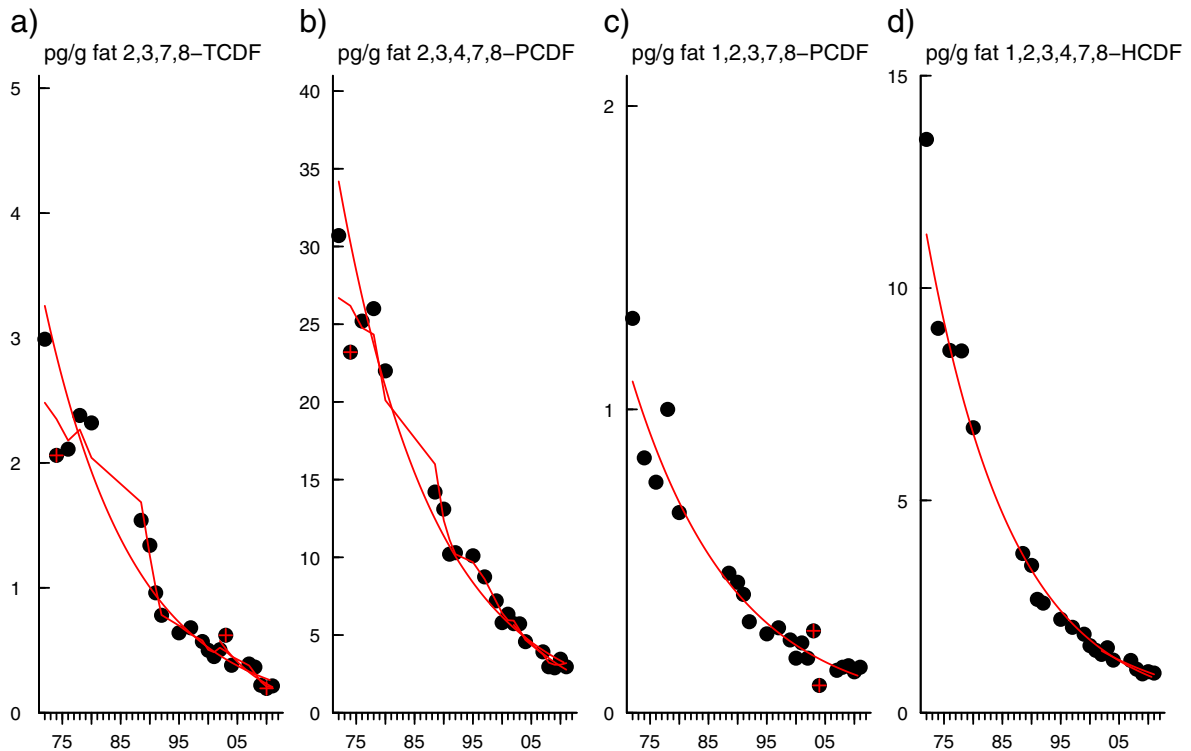 a)
pg/g fat 2,3,7,8−TCDF
5
4
3
2
1
0
75 85 95 05
b)
pg/g fat 2,3,4,7,8−PCDF
40
35
30
25
20
15
10
5
0
75 85 95 05
c)
pg/g fat 1,2,3,7,8−PCDF
2
1
0
75 85 95 05
d)
pg/g fat 1,2,3,4,7,8−HCDF
15
10
5
0
75 85 95 05